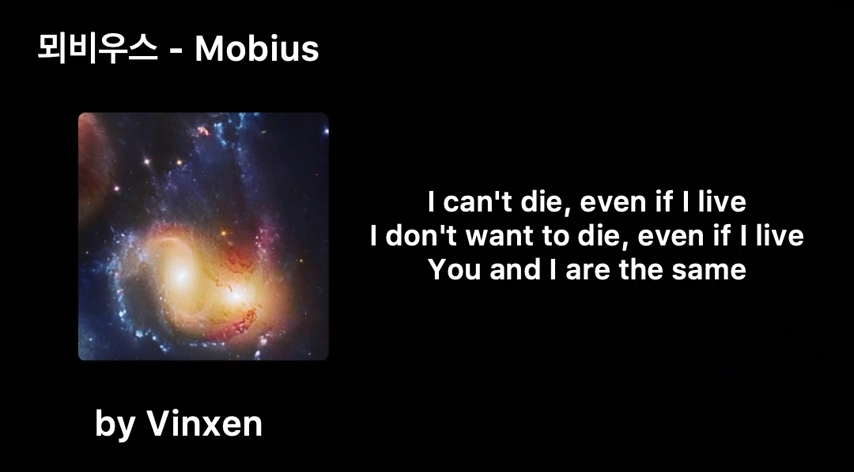 뫼비우스 - Mobius
I can't die, even if I live
I don't want to die, even if I live
You and I are the same
by Vinxen